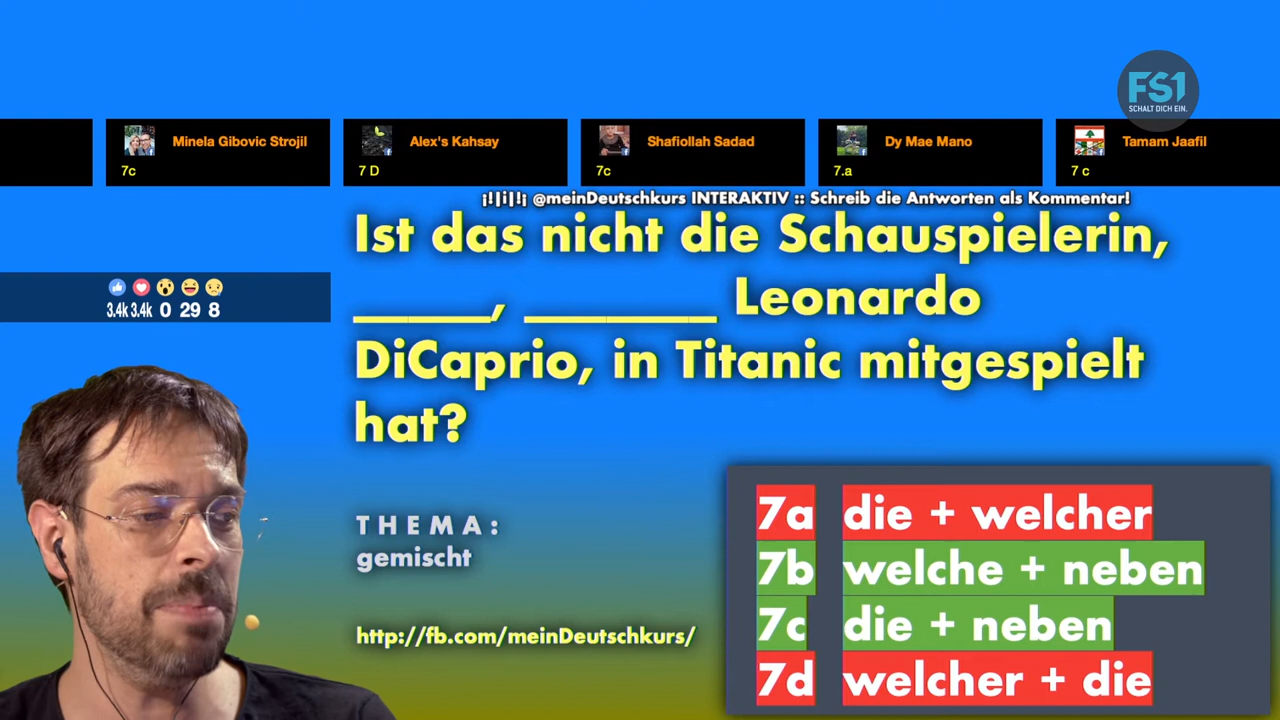 FS1
SCHALT DICH EIN.
Minela Gibovic Strojil
7c
Alex's Kahsay
7 D
Shafiollah Sadad
7c
Dy Mae Mano
7.a
Tamam Jaafil
7 c
¡!|i|!¡ @meinDeutschkurs INTERAKTIV :: Schreib die Antworten als Kommentar!
Ist das nicht die Schauspielerin,
_____, _______ Leonardo
DiCaprio, in Titanic mitgespielt
hat?
3.4k 3.4k 0 29 8
THEMA:
gemischt
http://fb.com/meinDeutschkurs/
7a die + welcher
7b welche + neben
7c die + neben
7d welcher + die